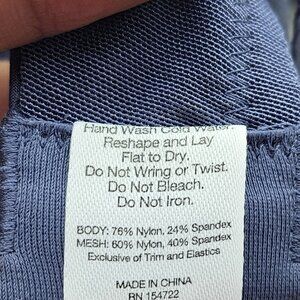 Hand Wash Cold Water.
Reshape and Lay
Flat to Dry.
Do Not Wring or Twist.
Do Not Bleach.
Do Not Iron.
BODY: 76% Nylon, 24% Spandex
MESH: 60% Nylon, 40% Spandex
Exclusive of Trim and Elastics
MADE IN CHINA
RN 154722